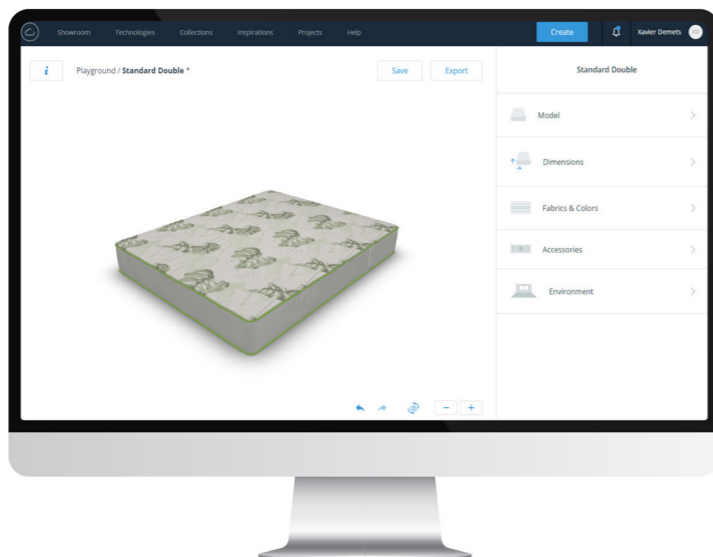 Showroom Technologies Collections Inspirations Projects Help Create Xavier Demets
i Playground / Standard Double * Save Export
Standard Double
Model
Dimensions
Fabrics & Colors
Accessories
Environment
- +